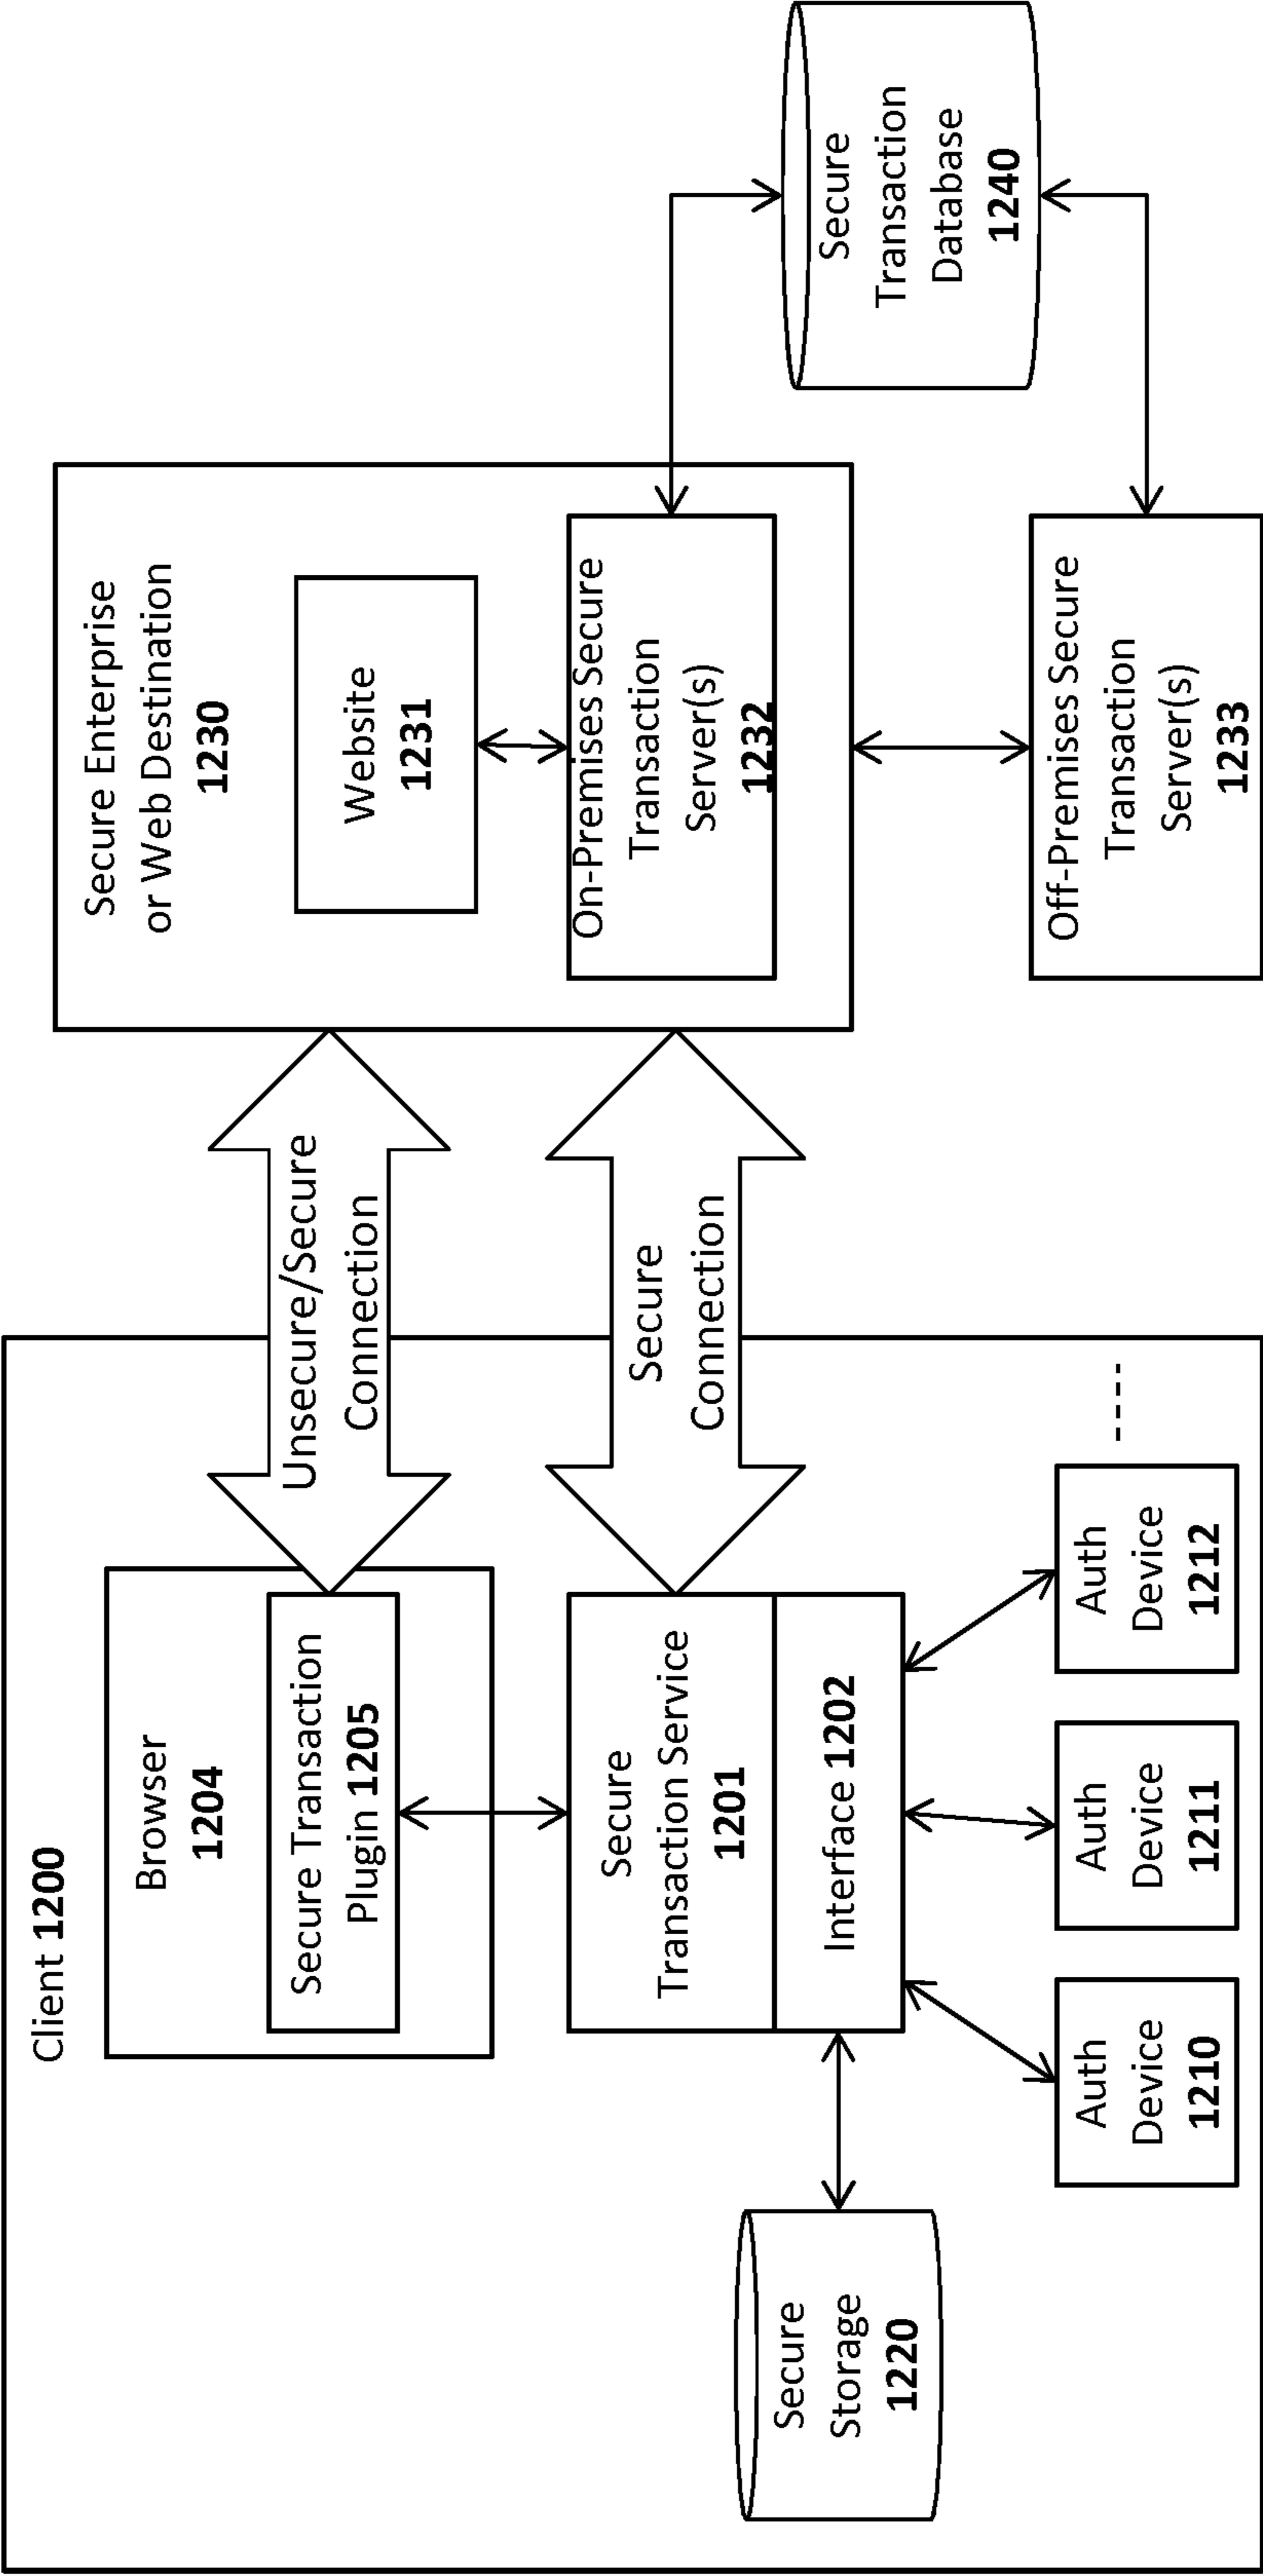 Client 1200
Browser
1204
Secure Transaction
Plugin 1205
Secure
Transaction Service
1201
Interface 1202
Secure
Storage
1220
Auth
Device
1210
Auth
Device
1211
Auth
Device
1212
Unsecure/Secure
Connection
Secure
Connection
Secure Enterprise
or Web Destination
1230
Website
1231
On-Premises Secure
Transaction
Server(s)
1232
Off-Premises Secure
Transaction
Server(s)
1233
Secure
Transaction
Database
1240